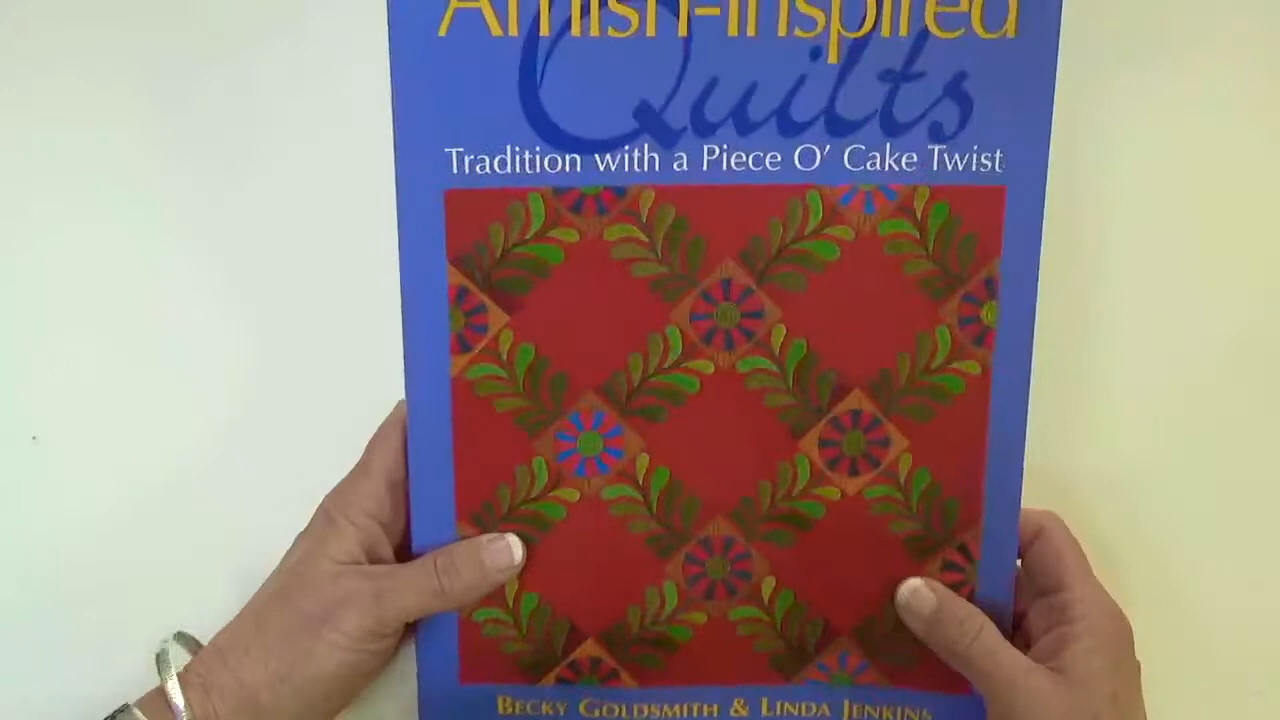 Amish-Inspired
Quilts
Tradition with a Piece O' Cake Twist
BECKY GOLDSMITH & LINDA JENKINS